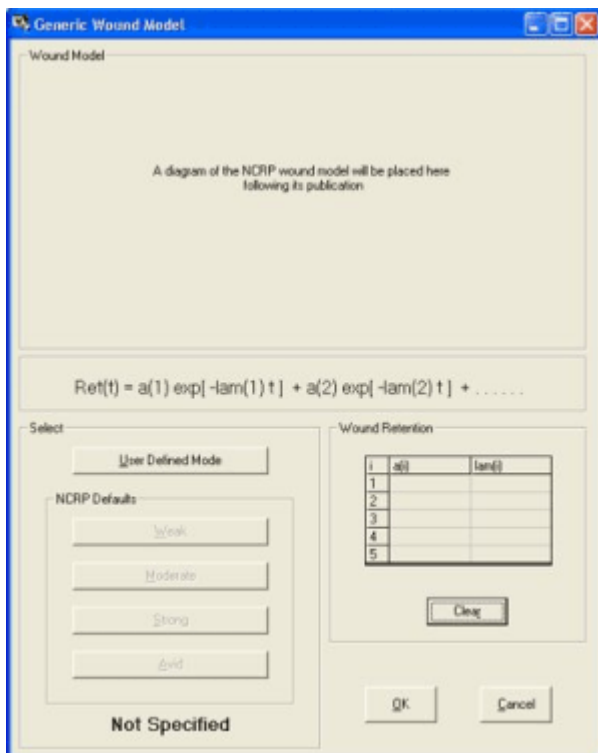 Generic Wound Model
Wound Model
A diagram of the NCRP wound model will be placed here
following its publication
Ret(t) = a(1) exp[ -lam(1) t ] + a(2) exp[ -lam(2) t ] + . . . . . .
Select
User Defined Mode
NCRP Defaults
Weak
Moderate
Strong
Avid
Not Specified
Wound Retention
i a(i) lam(i)
1
2
3
4
5
Clear
OK
Cancel